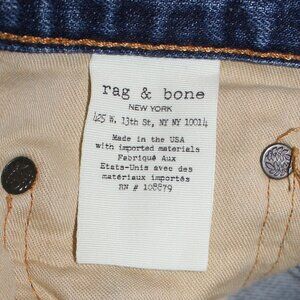 rag & bone
NEW YORK
425 W. 13th St, NY NY 10014
Made in the USA
with imported materials
Fabriqué Aux
Etats-Unis avec des
matériaux importés
RN # 108879